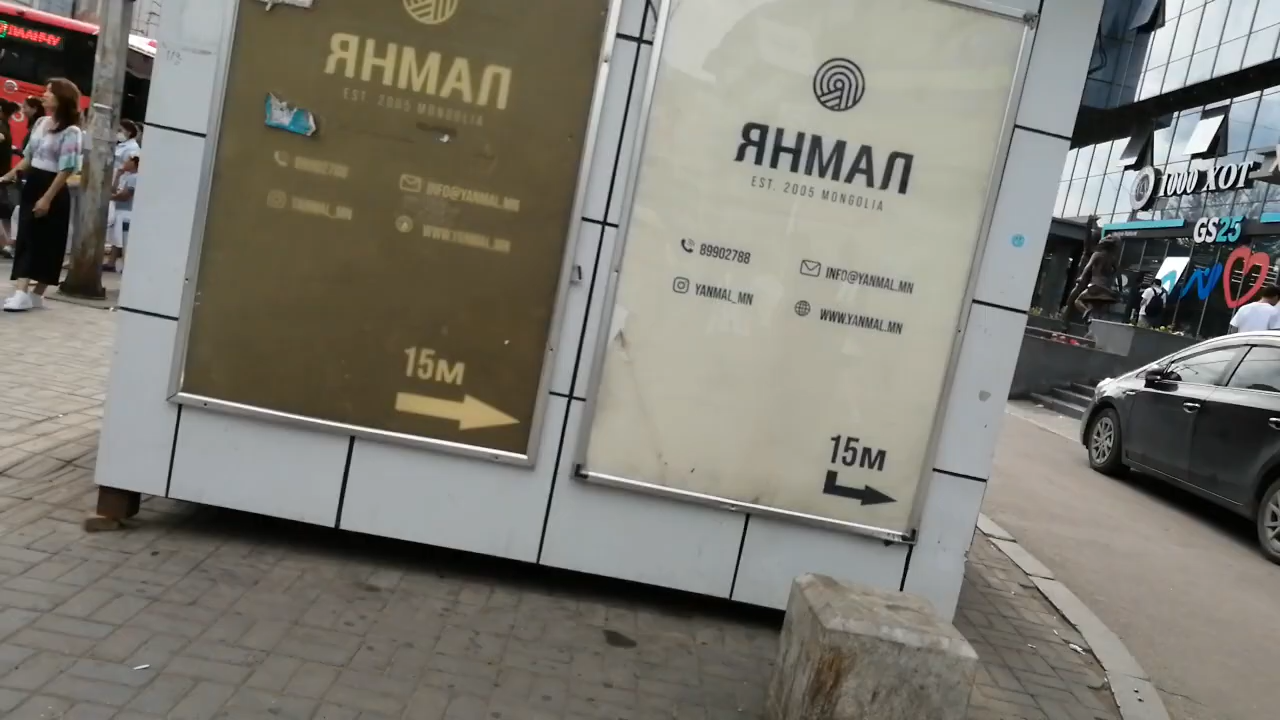 ЯНМАЛ
EST. 2005 MONGOLIA
89902788
INFO@YANMAL.MN
YANMAL_MN
WWW.YANMAL.MN
15м
ЯНМАЛ
EST. 2005 MONGOLIA
89902788
INFO@YANMAL.MN
YANMAL_MN
WWW.YANMAL.MN
15м
1000 ХОТ
GS25